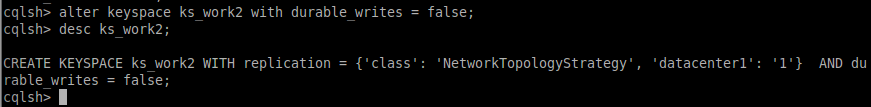 cqlsh> alter keyspace ks_work2 with durable_writes = false;
cqlsh> desc ks_work2;
CREATE KEYSPACE ks_work2 WITH replication = {'class': 'NetworkTopologyStrategy', 'datacenter1': '1'}  AND du
rable_writes = false;
cqlsh>